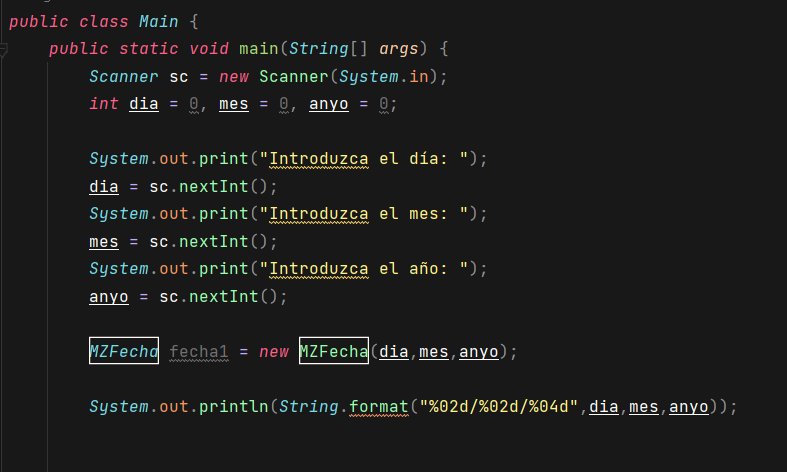 public class Main {
public static void main(String[] args) {
Scanner sc = new Scanner(System.in);
int dia = 0, mes = 0, anyo = 0;
System.out.print("Introduzca el día: ");
dia = sc.nextInt();
System.out.print("Introduzca el mes: ");
mes = sc.nextInt();
System.out.print("Introduzca el año: ");
anyo = sc.nextInt();
MZFecha fecha1 = new MZFecha(dia,mes,anyo);
System.out.println(String.format("%02d/%02d/%04d",dia,mes,anyo));